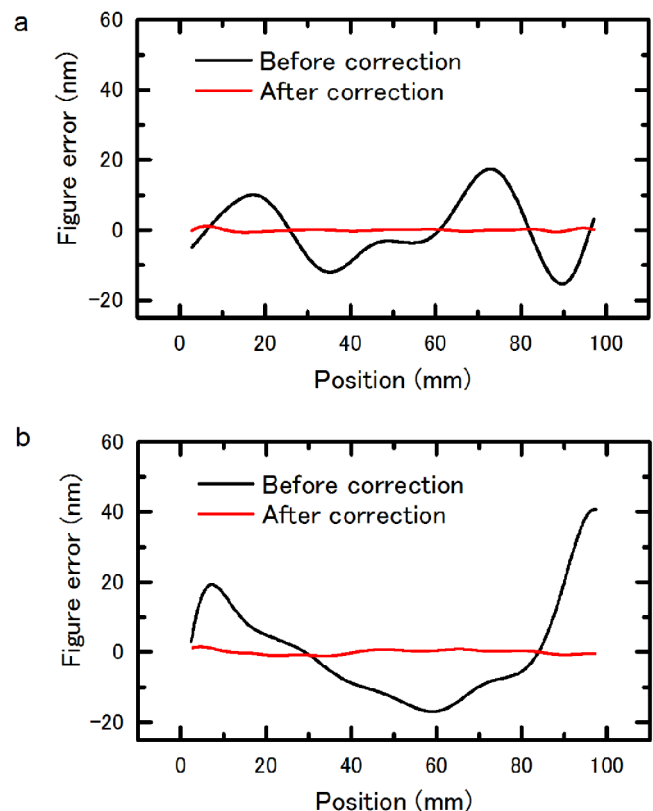 a
60
40
20
0
-20
Figure error (nm)
Before correction
After correction
0 20 40 60 80 100
Position (mm)
b
60
40
20
0
-20
Figure error (nm)
Before correction
After correction
0 20 40 60 80 100
Position (mm)